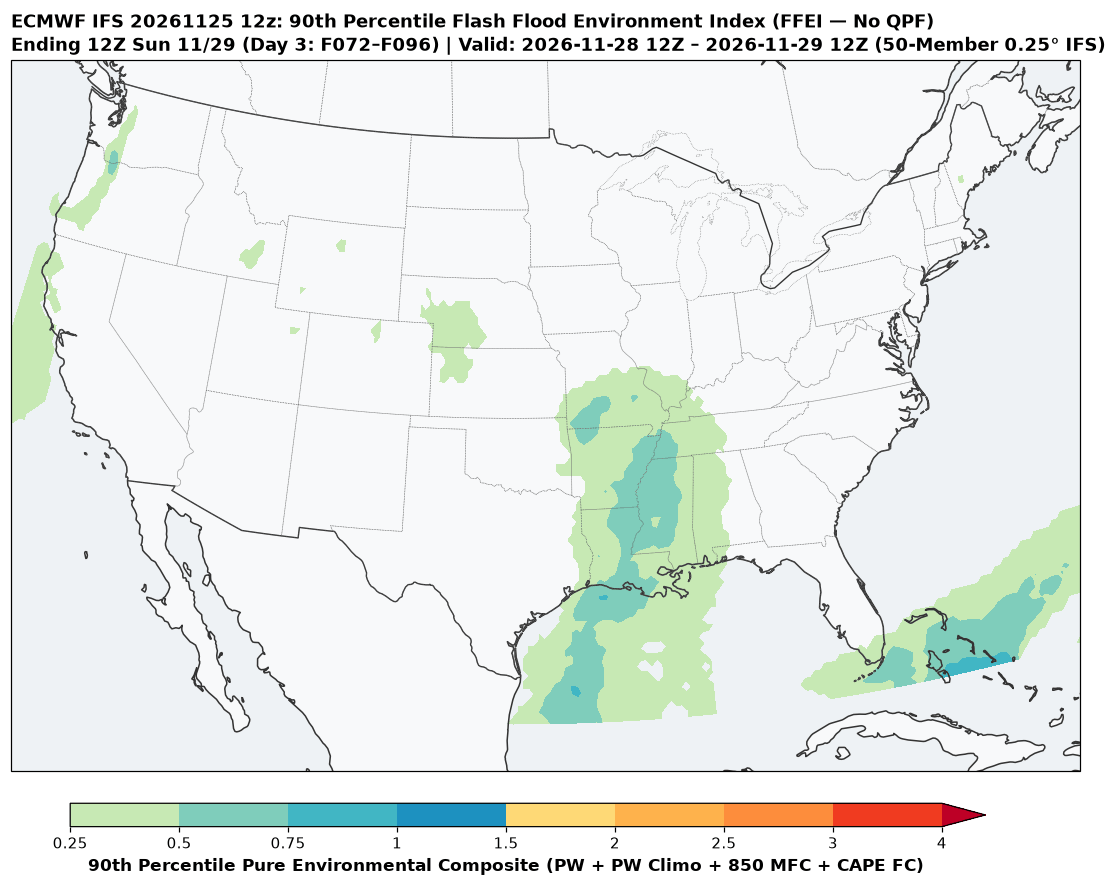 ECMWF IFS 20261125 12z: 90th Percentile Flash Flood Environment Index (FFEI — No QPF)
Ending 12Z Sun 11/29 (Day 3: F072–F096) | Valid: 2026-11-28 12Z – 2026-11-29 12Z (50-Member 0.25° IFS)
0.25 0.5 0.75 1 1.5 2 2.5 3 4
90th Percentile Pure Environmental Composite (PW + PW Climo + 850 MFC + CAPE FC)